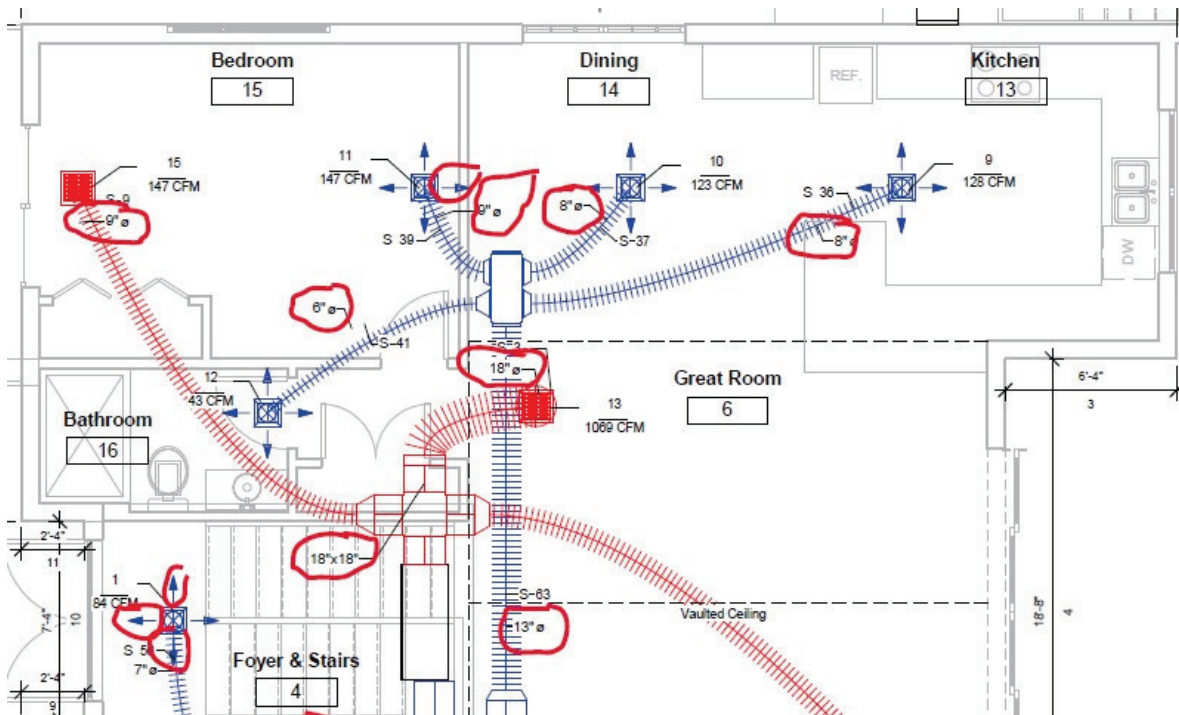 Bedroom
15
Dining
14
Kitchen
13
REF.
15
147 CFM
11
147 CFM
10
123 CFM
9
128 CFM
S-9
9"ø
9"ø
8"ø
S 36
S 39
S-37
8"ø
DW
6"ø
S-41
18"ø
12
43 CFM
Great Room
6
13
1069 CFM
6'-4"
3
Bathroom
16
2'-4"
11
18"x18"
1
84 CFM
7'-4"
10
S-63
13"ø
Vaulted Ceiling
18'-8"
4
7"ø
2'-4"
9
Foyer & Stairs
4